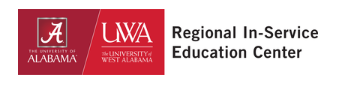 A
THE UNIVERSITY OF
ALABAMA
UWA
THE UNIVERSITY of
WEST ALABAMA
Regional In-Service
Education Center